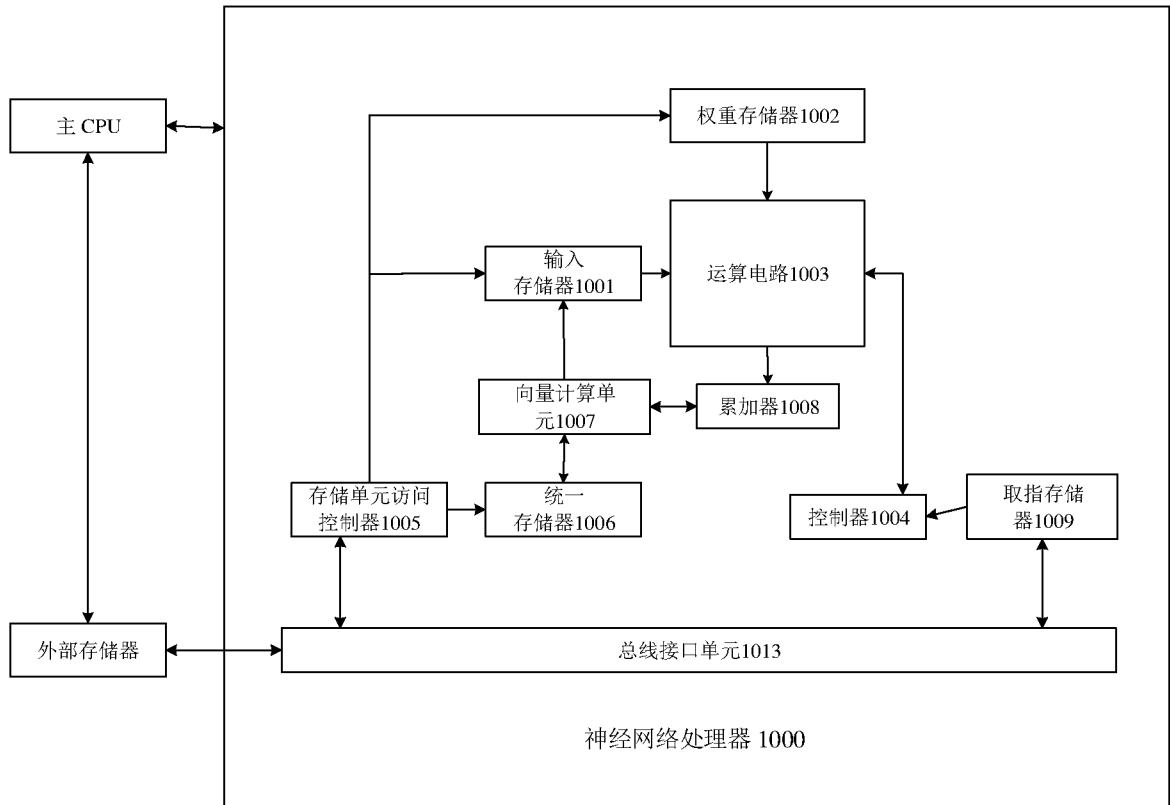 主 CPU
权重存储器1002
输入
存储器1001
运算电路1003
向量计算单
元1007
累加器1008
存储单元访问
控制器1005
统一
存储器1006
控制器1004
取指存储
器1009
外部存储器
总线接口单元1013
神经网络处理器 1000